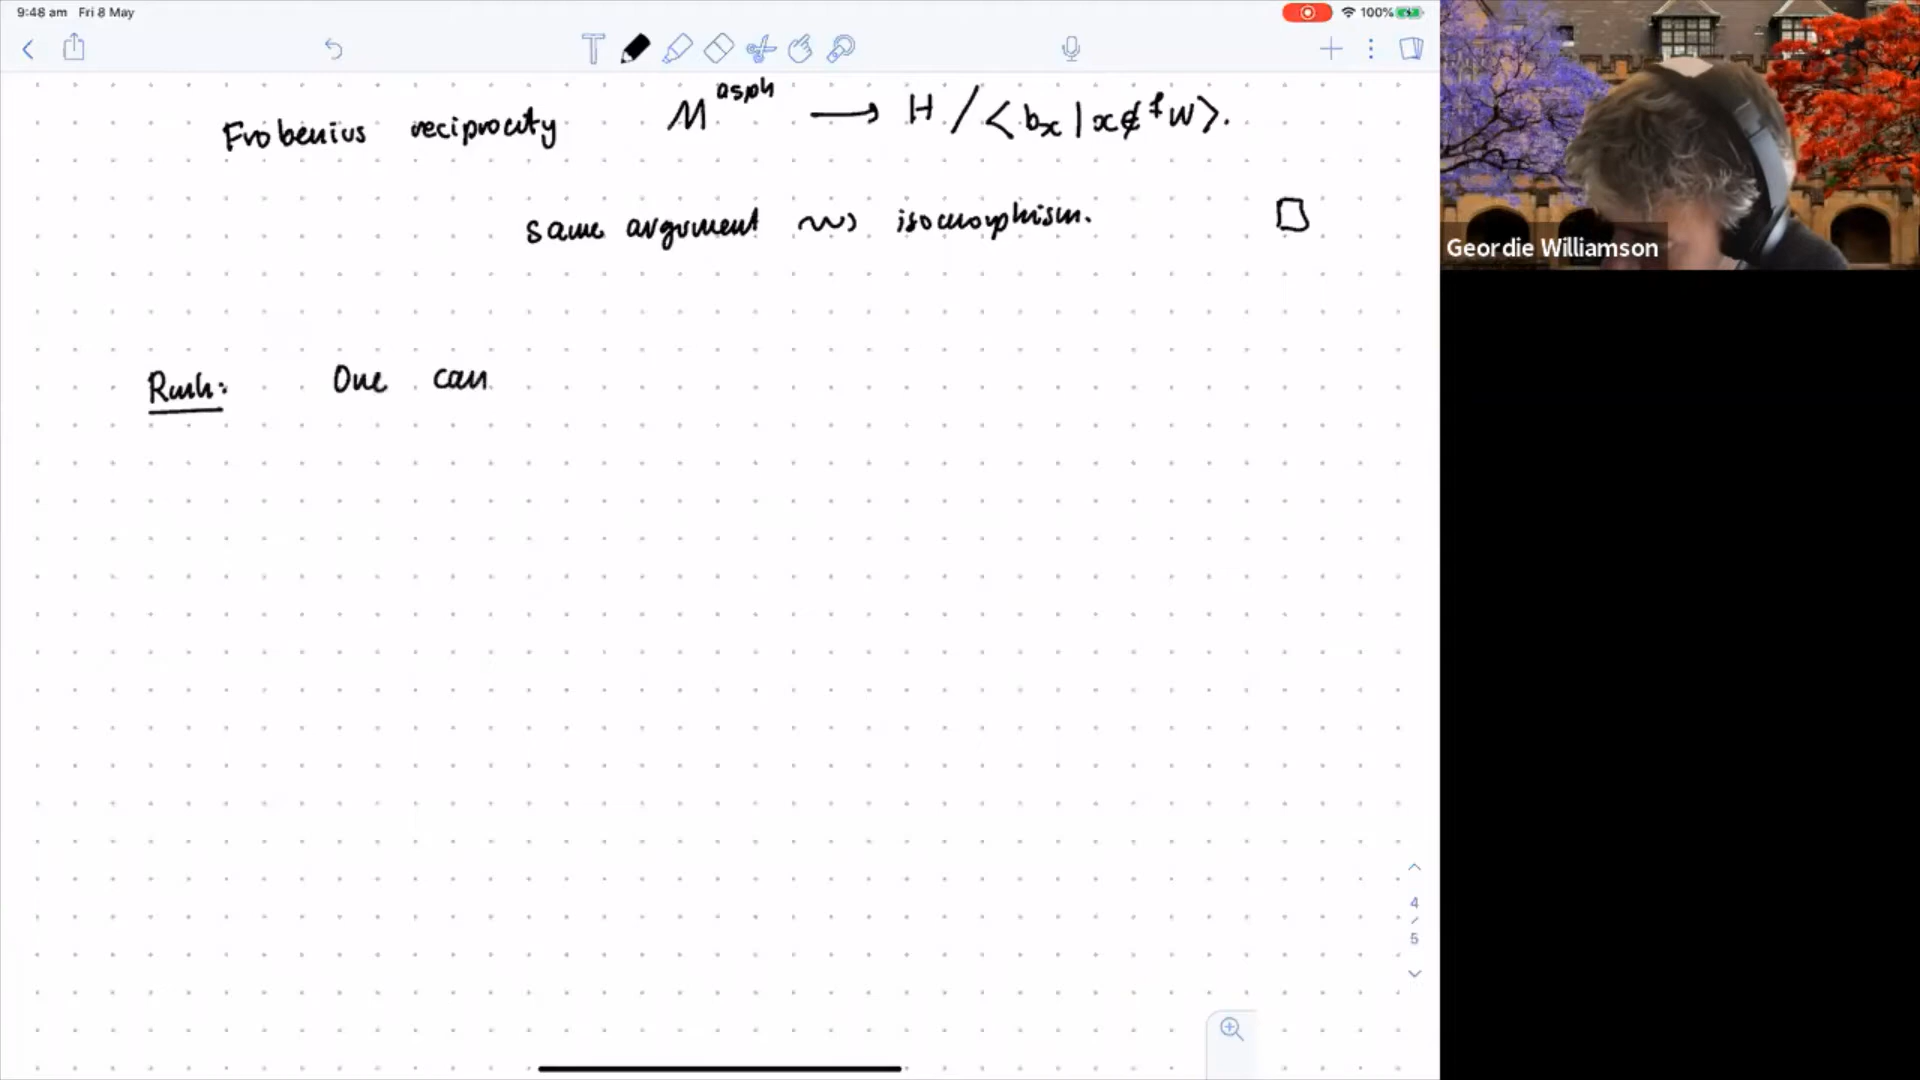 9:48 am Fri 8 May
100%
Frobenius reciprocity M^asph → H / < b_x | x ∉ ^f W >.
same argument ⇝ isomorphism. □
Rmk: One can
4
/
5
Geordie Williamson